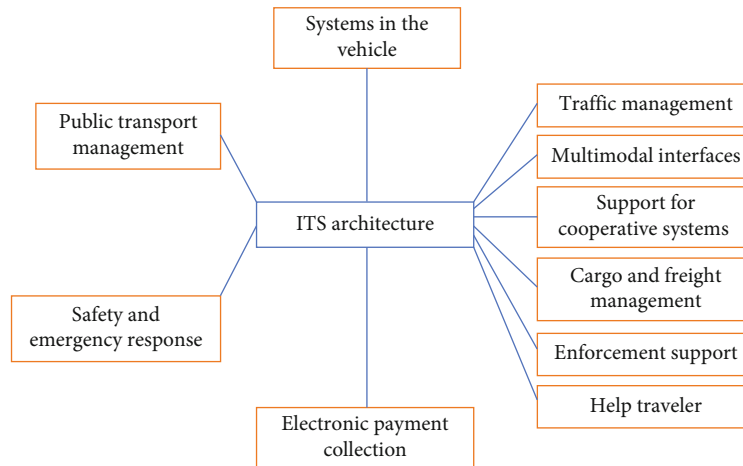 Systems in the
vehicle
Public transport
management
Traffic management
Multimodal interfaces
ITS architecture
Support for
cooperative systems
Cargo and freight
management
Safety and
emergency response
Enforcement support
Help traveler
Electronic payment
collection